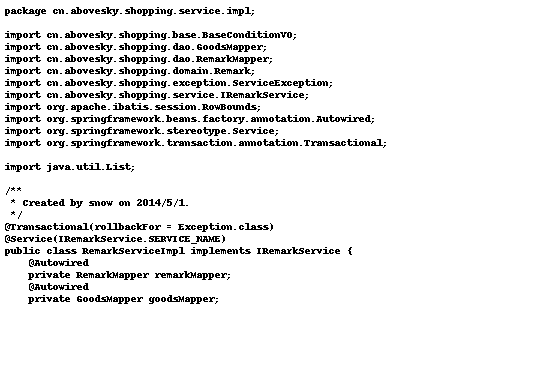 package cn.abovesky.shopping.service.impl;

import cn.abovesky.shopping.base.BaseConditionVO;
import cn.abovesky.shopping.dao.GoodsMapper;
import cn.abovesky.shopping.dao.RemarkMapper;
import cn.abovesky.shopping.domain.Remark;
import cn.abovesky.shopping.exception.ServiceException;
import cn.abovesky.shopping.service.IRemarkService;
import org.apache.ibatis.session.RowBounds;
import org.springframework.beans.factory.annotation.Autowired;
import org.springframework.stereotype.Service;
import org.springframework.transaction.annotation.Transactional;

import java.util.List;

/**
 * Created by snow on 2014/5/1.
 */
@Transactional(rollbackFor = Exception.class)
@Service(IRemarkService.SERVICE_NAME)
public class RemarkServiceImpl implements IRemarkService {
    @Autowired
    private RemarkMapper remarkMapper;
    @Autowired
    private GoodsMapper goodsMapper;